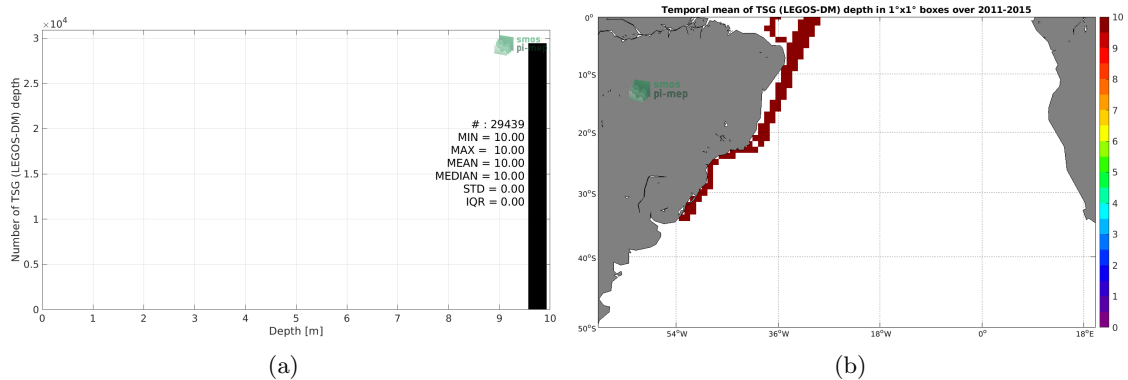 ×10⁴
3
2.5
2
1.5
1
0.5
0
Number of TSG (LEGOS-DM) depth
smos
pi-mep
# : 29439
MIN = 10.00
MAX = 10.00
MEAN = 10.00
MEDIAN = 10.00
STD = 0.00
IQR = 0.00
0 1 2 3 4 5 6 7 8 9 10
Depth [m]
(a)
Temporal mean of TSG (LEGOS-DM) depth in 1°x1° boxes over 2011-2015
0°
10°S
20°S
30°S
40°S
50°S
smos
pi-mep
54°W 36°W 18°W 0° 18°E
10
9
8
7
6
5
4
3
2
1
0
(b)